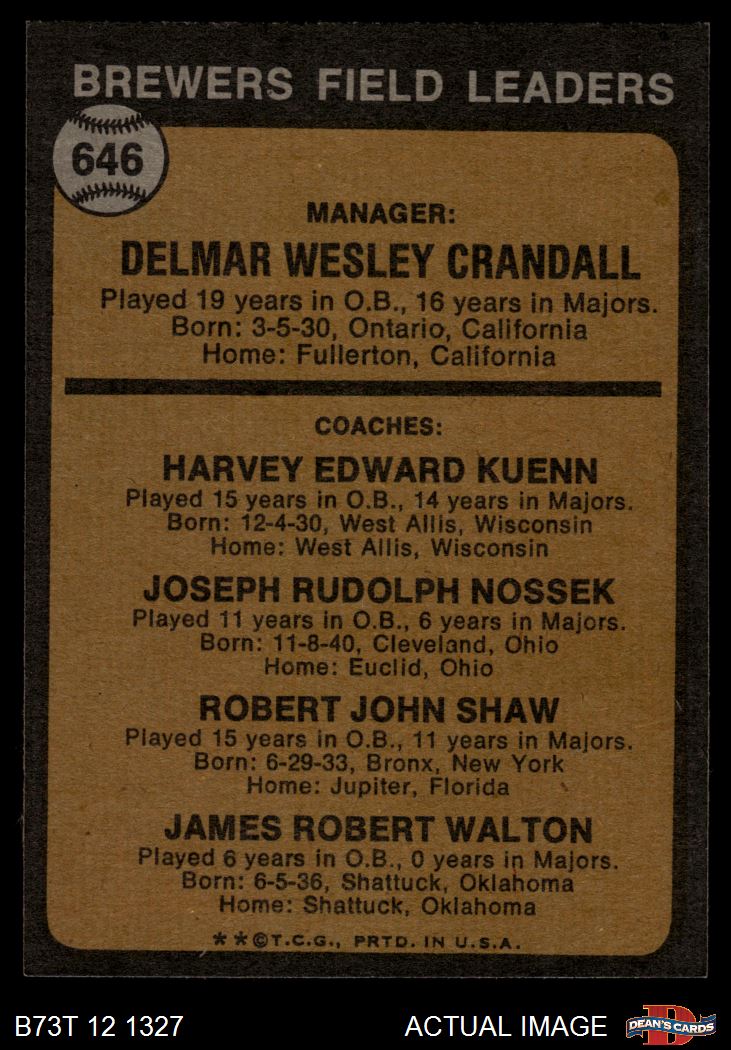 BREWERS FIELD LEADERS
646
MANAGER:
DELMAR WESLEY CRANDALL
Played 19 years in O.B., 16 years in Majors.
Born: 3-5-30, Ontario, California
Home: Fullerton, California
COACHES:
HARVEY EDWARD KUENN
Played 15 years in O.B., 14 years in Majors.
Born: 12-4-30, West Allis, Wisconsin
Home: West Allis, Wisconsin
JOSEPH RUDOLPH NOSSEK
Played 11 years in O.B., 6 years in Majors.
Born: 11-8-40, Cleveland, Ohio
Home: Euclid, Ohio
ROBERT JOHN SHAW
Played 15 years in O.B., 11 years in Majors.
Born: 6-29-33, Bronx, New York
Home: Jupiter, Florida
JAMES ROBERT WALTON
Played 6 years in O.B., 0 years in Majors.
Born: 6-5-36, Shattuck, Oklahoma
Home: Shattuck, Oklahoma
**©T.C.G., PRTD. IN U.S.A.
B73T 12 1327
ACTUAL IMAGE
D
DEAN'S CARDS